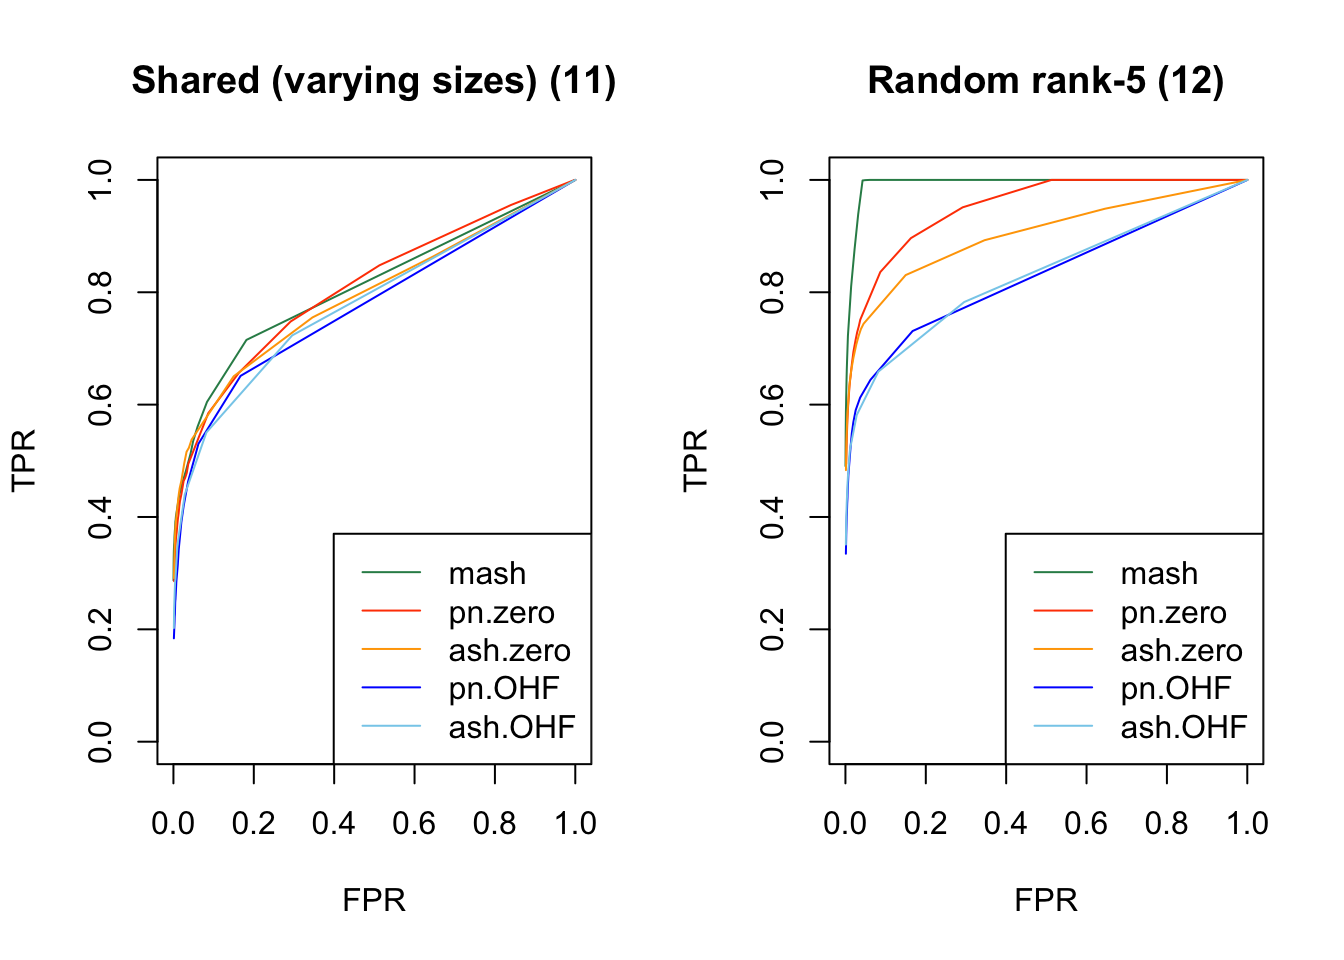 Shared (varying sizes) (11)
TPR
1.0
0.8
0.6
0.4
0.2
0.0
mash
pn.zero
ash.zero
pn.OHF
ash.OHF
0.0 0.2 0.4 0.6 0.8 1.0
FPR
Random rank-5 (12)
TPR
1.0
0.8
0.6
0.4
0.2
0.0
mash
pn.zero
ash.zero
pn.OHF
ash.OHF
0.0 0.2 0.4 0.6 0.8 1.0
FPR